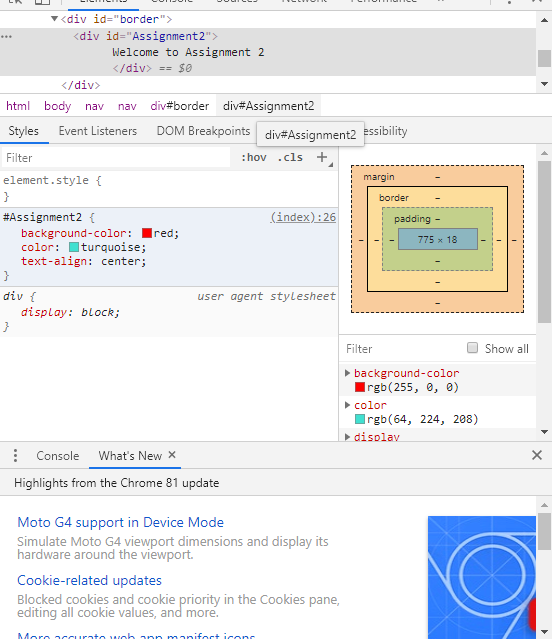 Elements Console Sources Network Performance
▼<div id="border">
... <div id="Assignment2">
Welcome to Assignment 2
</div> == $0
</div>
html body nav nav div#border div#Assignment2
Styles Event Listeners DOM Breakpoints essibility
div#Assignment2
Filter :hov .cls +
element.style {
}
#Assignment2 { (index):26
background-color: red;
color: turquoise;
text-align: center;
}
div { user agent stylesheet
display: block;
}
margin –
border –
padding –
– – – 775 × 18 – – –
–
–
–
Filter Show all
background-color
rgb(255, 0, 0)
color
rgb(64, 224, 208)
display
Console What's New ✕
Highlights from the Chrome 81 update
Moto G4 support in Device Mode
Simulate Moto G4 viewport dimensions and display its
hardware around the viewport.
Cookie-related updates
Blocked cookies and cookie priority in the Cookies pane,
editing all cookie values, and more.
More accurate web app manifest icons